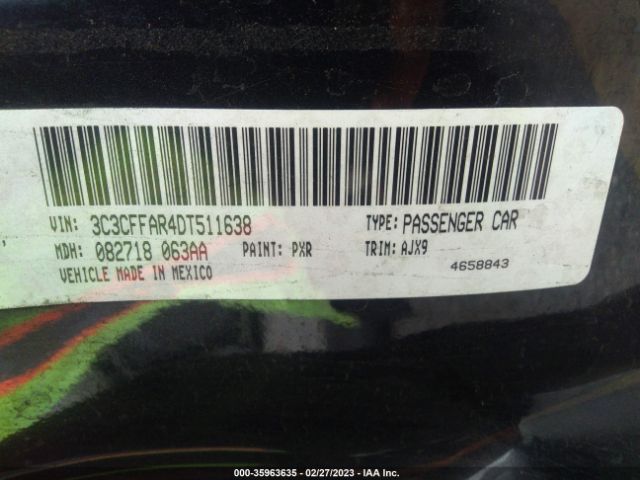 VIN: 3C3CFFAR4DT511638 TYPE: PASSENGER CAR
MDH: 082718 063AA PAINT: PXR TRIM: AJX9
VEHICLE MADE IN MEXICO 4658843
000-35963635 - 02/27/2023 - IAA Inc.